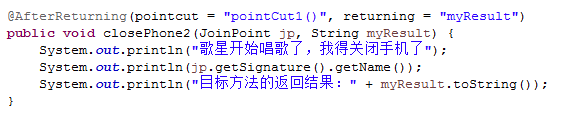 @AfterReturning(pointcut = "pointCut1()", returning = "myResult")
public void closePhone2(JoinPoint jp, String myResult) {
    System.out.println("歌星开始唱歌了，我得关闭手机了");
    System.out.println(jp.getSignature().getName());
    System.out.println("目标方法的返回结果：" + myResult.toString());
}